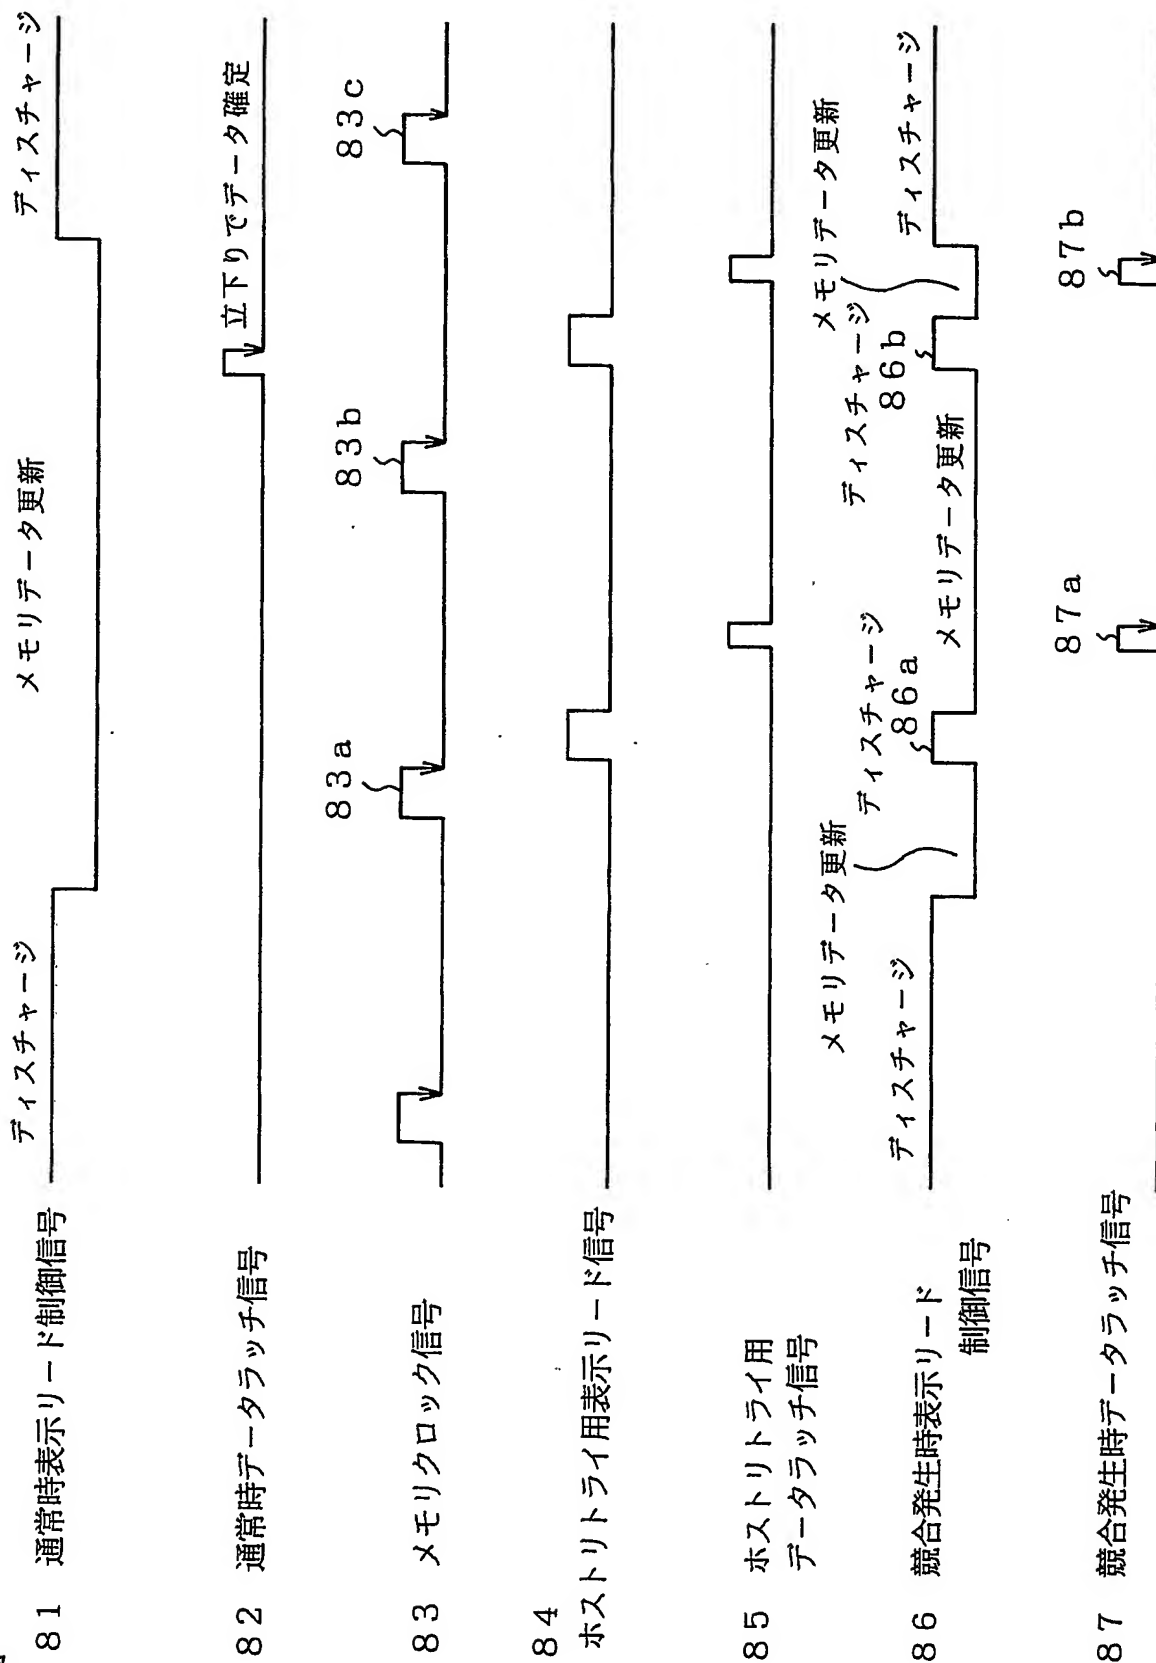 81 通常時表示リード制御信号
ディスチャージ
メモリデータ更新
ディスチャージ
82 通常時データラッチ信号
立下りでデータ確定
83 メモリクロック信号
83a
83b
83c
84
ホストリトライ用表示リード信号
85 ホストリトライ用
データラッチ信号
86 競合発生時表示リード
制御信号
ディスチャージ
メモリデータ更新
ディスチャージ
86a
メモリデータ更新
ディスチャージ
86b
メモリデータ更新
ディスチャージ
87 競合発生時データラッチ信号
87a
87b